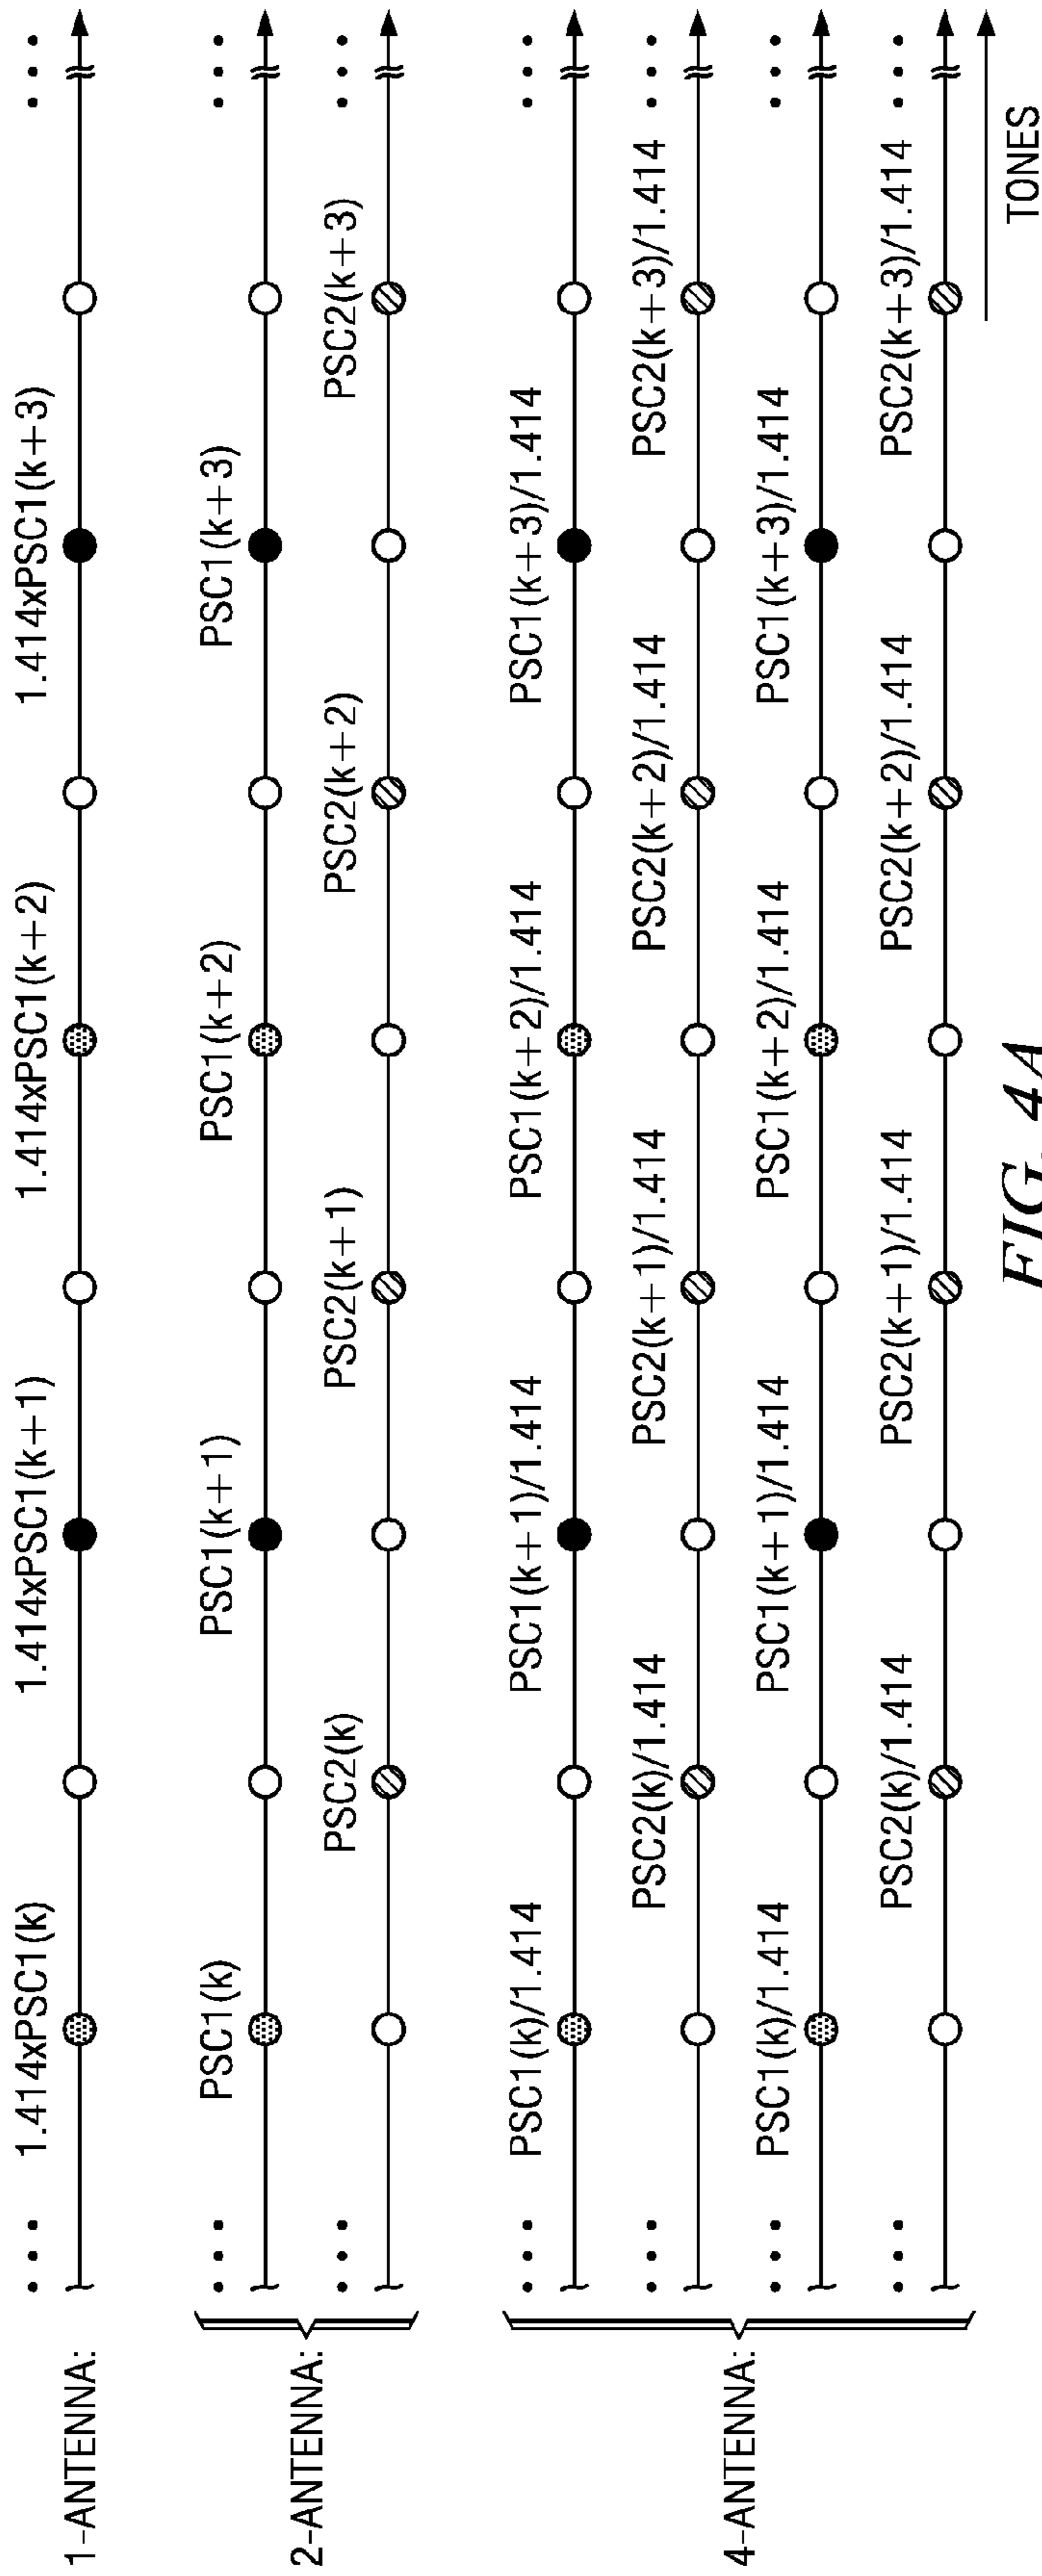 1-ANTENNA:
1.414xPSC1(k) 1.414xPSC1(k+1) 1.414xPSC1(k+2) 1.414xPSC1(k+3)
2-ANTENNA:
PSC1(k) PSC1(k+1) PSC1(k+2) PSC1(k+3)
PSC2(k) PSC2(k+1) PSC2(k+2) PSC2(k+3)
4-ANTENNA:
PSC1(k)/1.414 PSC1(k+1)/1.414 PSC1(k+2)/1.414 PSC1(k+3)/1.414
PSC2(k)/1.414 PSC2(k+1)/1.414 PSC2(k+2)/1.414 PSC2(k+3)/1.414
PSC1(k)/1.414 PSC1(k+1)/1.414 PSC1(k+2)/1.414 PSC1(k+3)/1.414
PSC2(k)/1.414 PSC2(k+1)/1.414 PSC2(k+2)/1.414 PSC2(k+3)/1.414
TONES
FIG. 4A